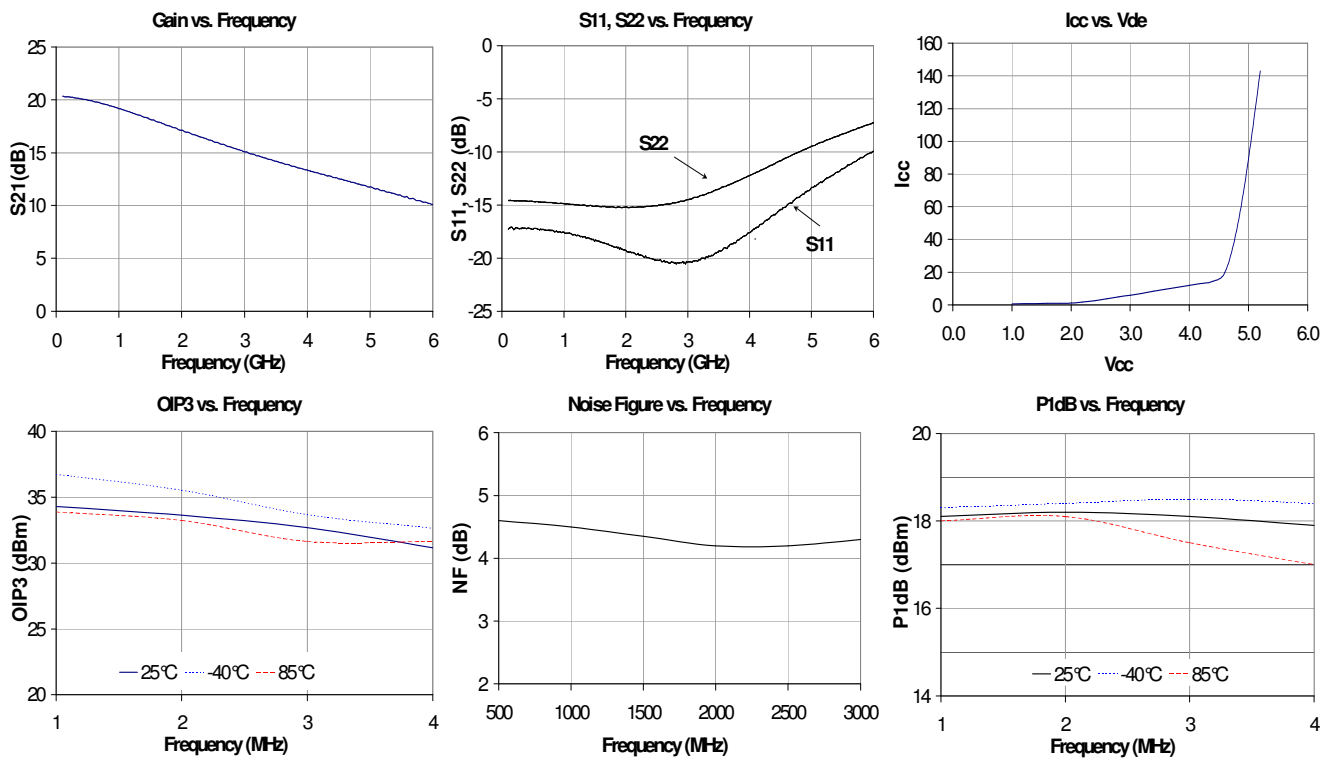 Gain vs. Frequency
25
20
15
10
5
0
S21(dB)
0 1 2 3 4 5 6
Frequency (GHz)
S11, S22 vs. Frequency
0
-5
-10
-15
-20
-25
S11, S22 (dB)
S22
S11
0 1 2 3 4 5 6
Frequency (GHz)
Icc vs. Vde
160
140
120
100
80
60
40
20
0
Icc
0.0 1.0 2.0 3.0 4.0 5.0 6.0
Vcc
OIP3 vs. Frequency
40
35
30
25
20
OIP3 (dBm)
25°C -40°C 85°C
1 2 3 4
Frequency (MHz)
Noise Figure vs. Frequency
6
5
4
3
2
NF (dB)
500 1000 1500 2000 2500 3000
Frequency (MHz)
P1dB vs. Frequency
20
18
16
14
P1dB (dBm)
25°C -40°C 85°C
1 2 3 4
Frequency (MHz)